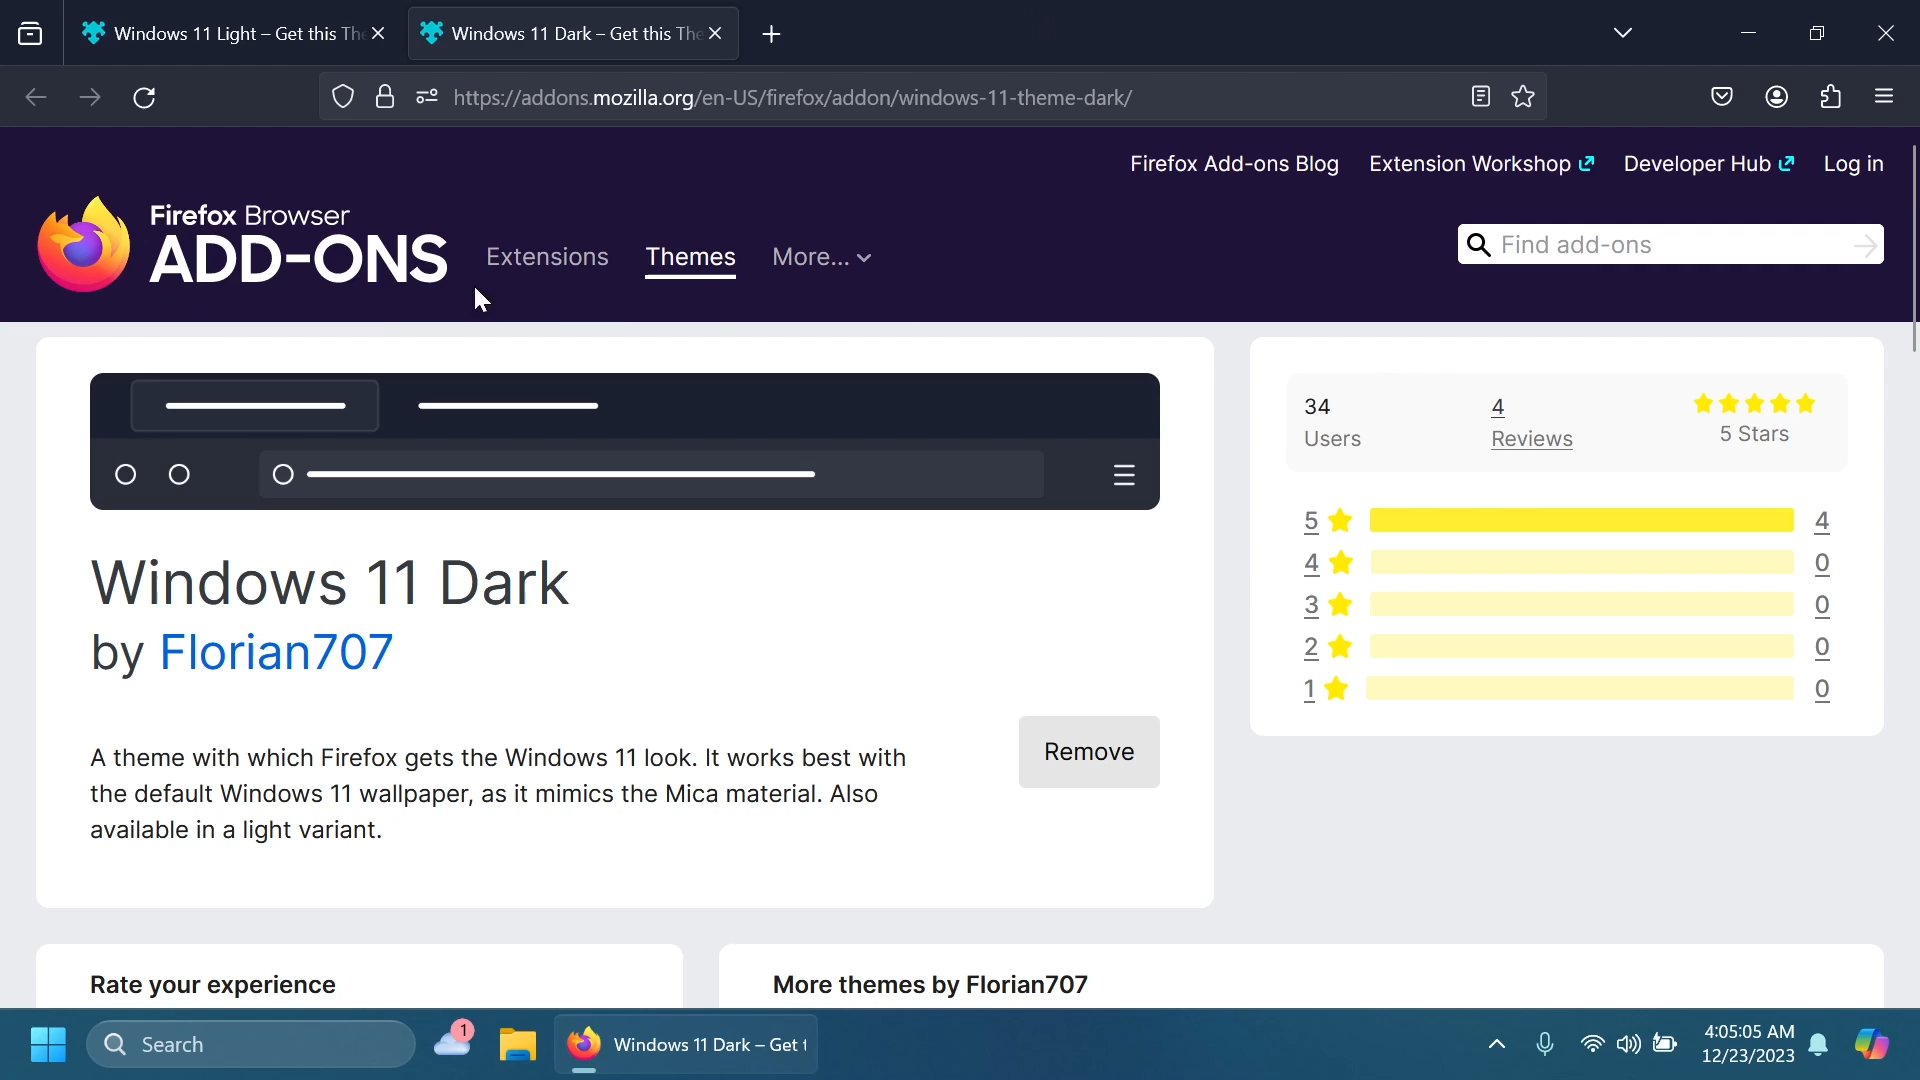 Windows 11 Light – Get this The
Windows 11 Dark – Get this The
https://addons.mozilla.org/en-US/firefox/addon/windows-11-theme-dark/
Firefox Add-ons Blog
Extension Workshop
Developer Hub
Log in
Firefox Browser
ADD-ONS
Extensions
Themes
More...
Find add-ons
Windows 11 Dark
by Florian707
A theme with which Firefox gets the Windows 11 look. It works best with
the default Windows 11 wallpaper, as it mimics the Mica material. Also
available in a light variant.
Remove
34
Users
4
Reviews
5 Stars
5 4
4 0
3 0
2 0
1 0
Rate your experience
More themes by Florian707
Search
1
Windows 11 Dark – Get t
4:05:05 AM
12/23/2023